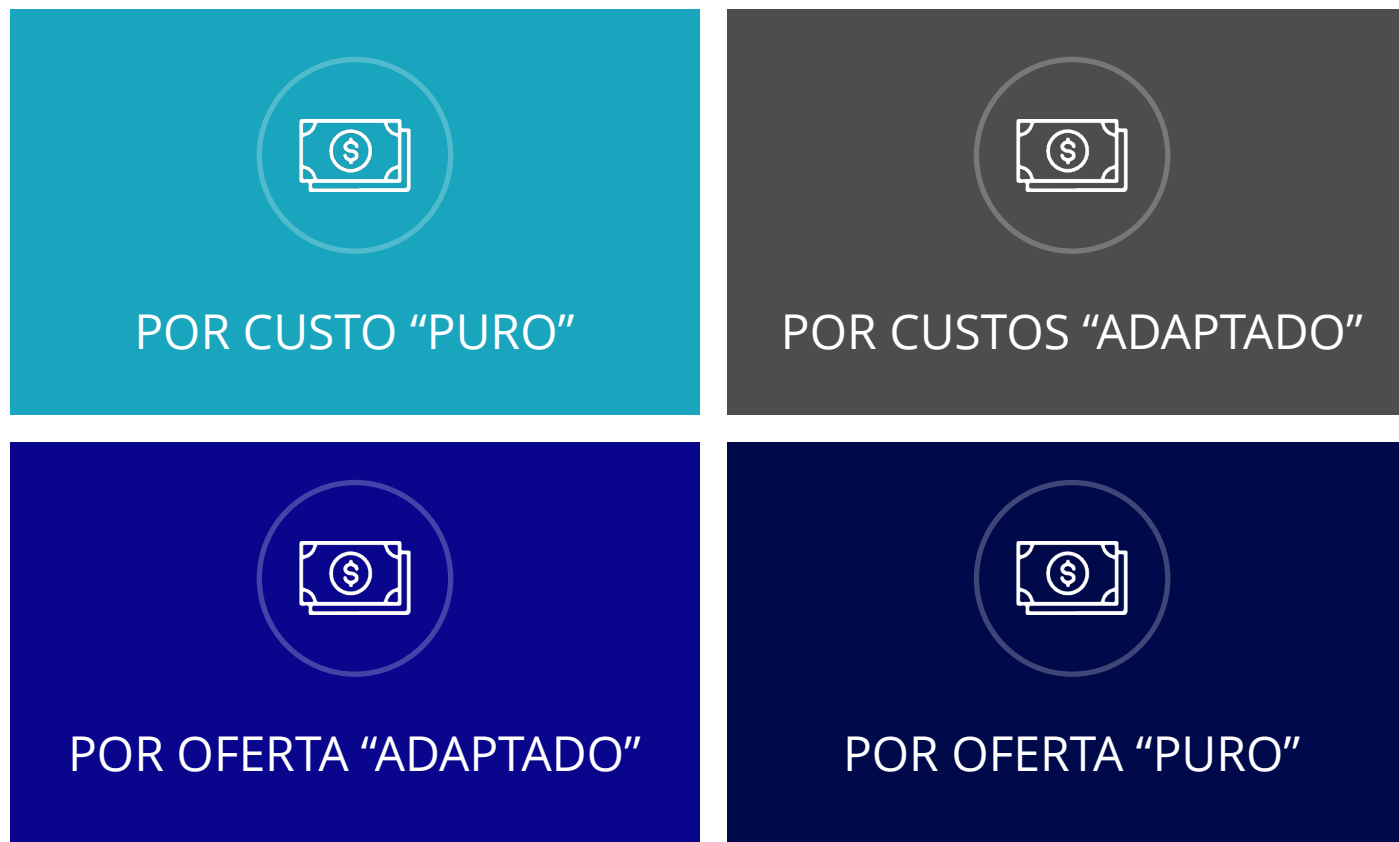 POR CUSTO “PURO”
POR CUSTOS “ADAPTADO”
POR OFERTA “ADAPTADO”
POR OFERTA “PURO”